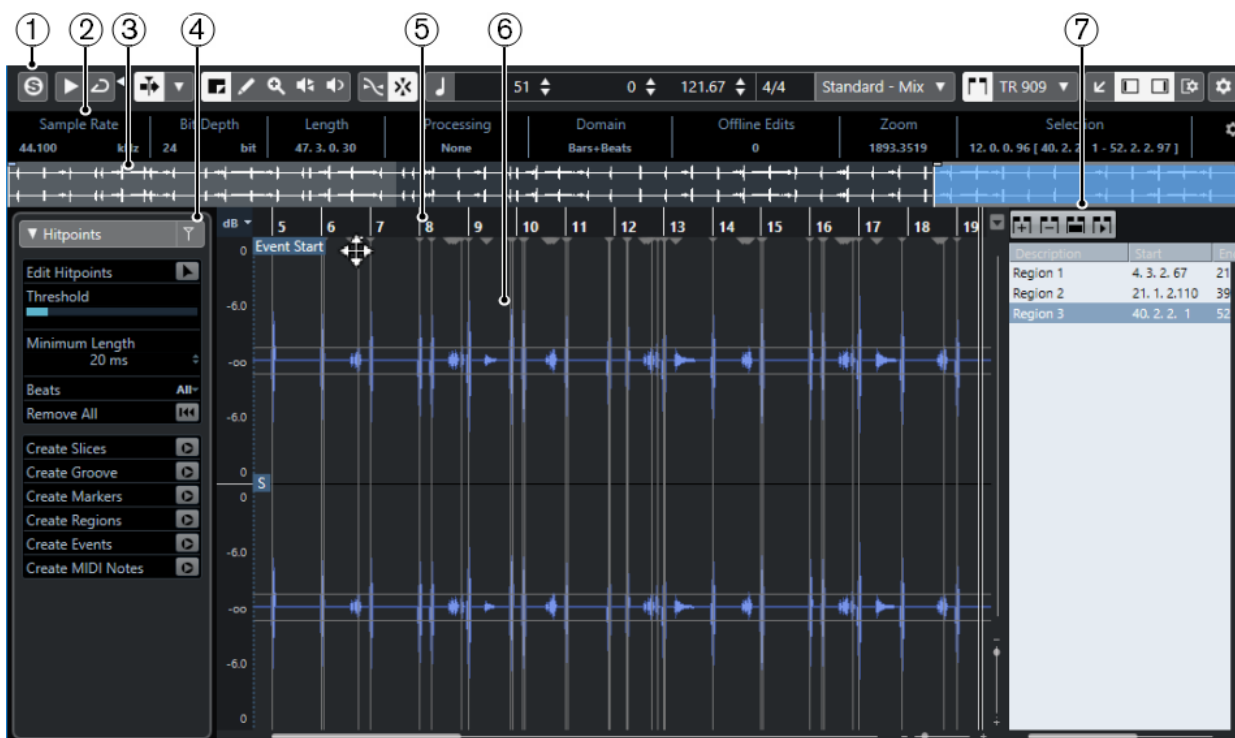 1 2 3 4 5 6 7
S 51 0 121.67 4/4 Standard - Mix TR 909
Sample Rate Bit Depth Length Processing Domain Offline Edits Zoom Selection
44.100 24 bit 47. 3. 0. 30 None Bars+Beats 0 1893.3519 12. 0. 0. 96 [ 40. 2. 2. 1 - 52. 2. 2. 97 ]
dB 5 6 7 8 9 10 11 12 13 14 15 16 17 18 19
Hitpoints
Edit Hitpoints
Threshold
Minimum Length
20 ms
Beats All
Remove All
Create Slices
Create Groove
Create Markers
Create Regions
Create Events
Create MIDI Notes
0
Event Start
-6.0
-oo
-6.0
0
S
0
-6.0
-oo
-6.0
0
Description Start
Region 1 4. 3. 2. 67 21
Region 2 21. 1. 2.110 39
Region 3 40. 2. 2. 1 52